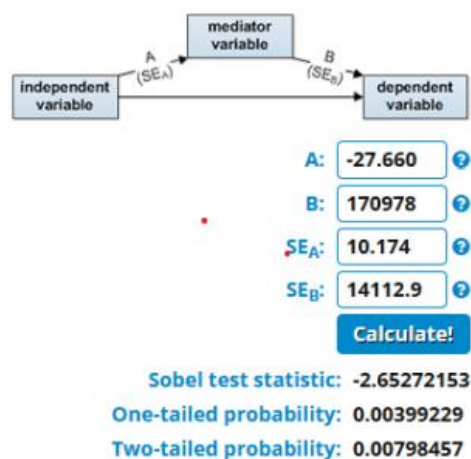 mediator
variable
A
(SEA)
B
(SEB)
independent
variable
dependent
variable
A: -27.660 ?
B: 170978 ?
SEA: 10.174 ?
SEB: 14112.9 ?
Calculate!
Sobel test statistic: -2.65272153
One-tailed probability: 0.00399229
Two-tailed probability: 0.00798457